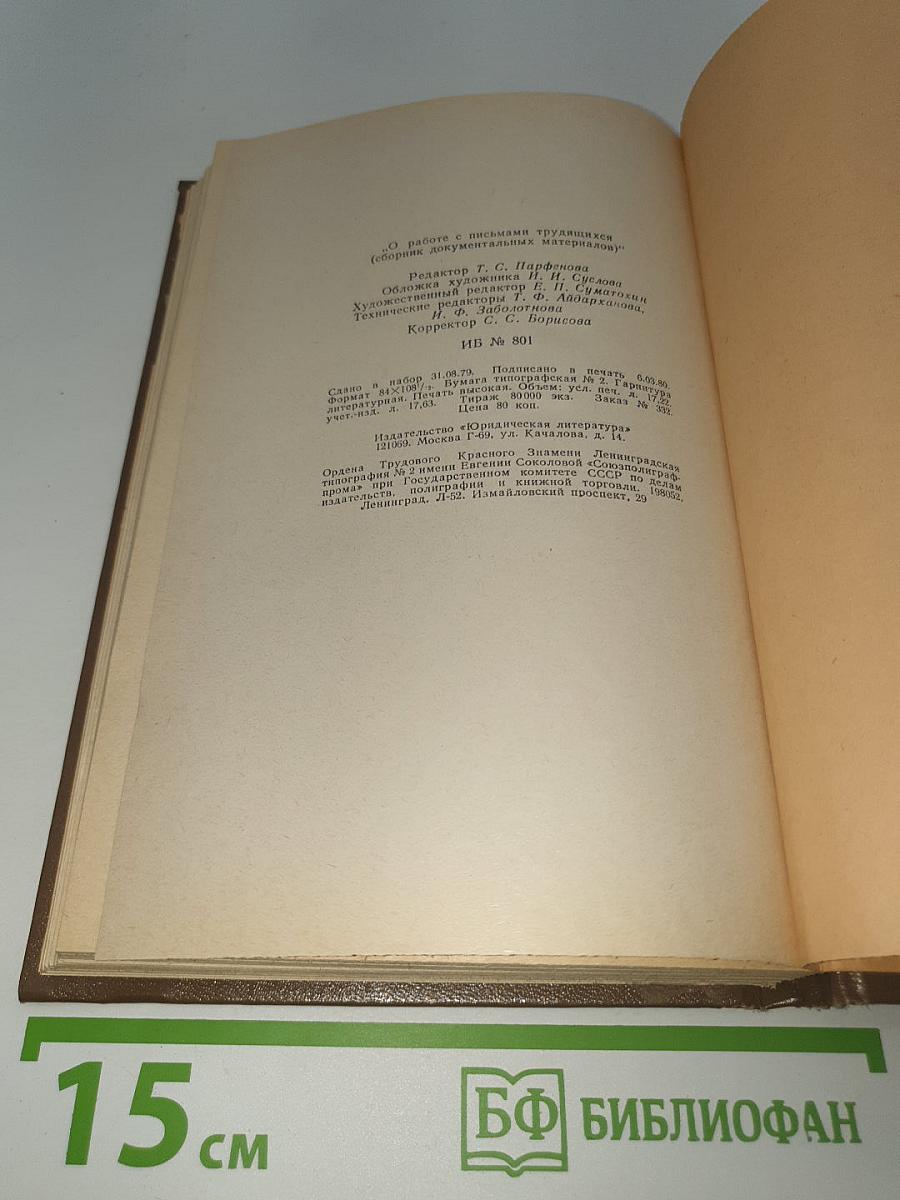 „О работе с письмами трудящихся
(сборник документальных материалов)“
Редактор Т. С. Парфенова
Обложка художника И. И. Суслова
Художественный редактор Е. П. Суматохин
Технические редакторы Т. Ф. Айдарханова,
И. Ф. Заболотнова
Корректор С. С. Борисова
ИБ № 801
Сдано в набор 31.08.79. Подписано в печать 6.03.80.
Формат 84×108¹/₃₂. Бумага типографская № 2. Гарнитура
литературная. Печать высокая. Объем: усл. печ. л. 17,22,
учет.-изд. л. 17,63. Тираж 80 000 экз. Заказ № 332.
Цена 80 коп.
Издательство «Юридическая литература»
121069, Москва Г-69, ул. Качалова, д. 14.
Ордена Трудового Красного Знамени Ленинградская
типография № 2 имени Евгении Соколовой «Союзполиграф-
прома» при Государственном комитете СССР по делам
издательств, полиграфии и книжной торговли. 198052,
Ленинград, Л-52. Измайловский проспект, 29
15 см
БФ БИБЛИОФАН